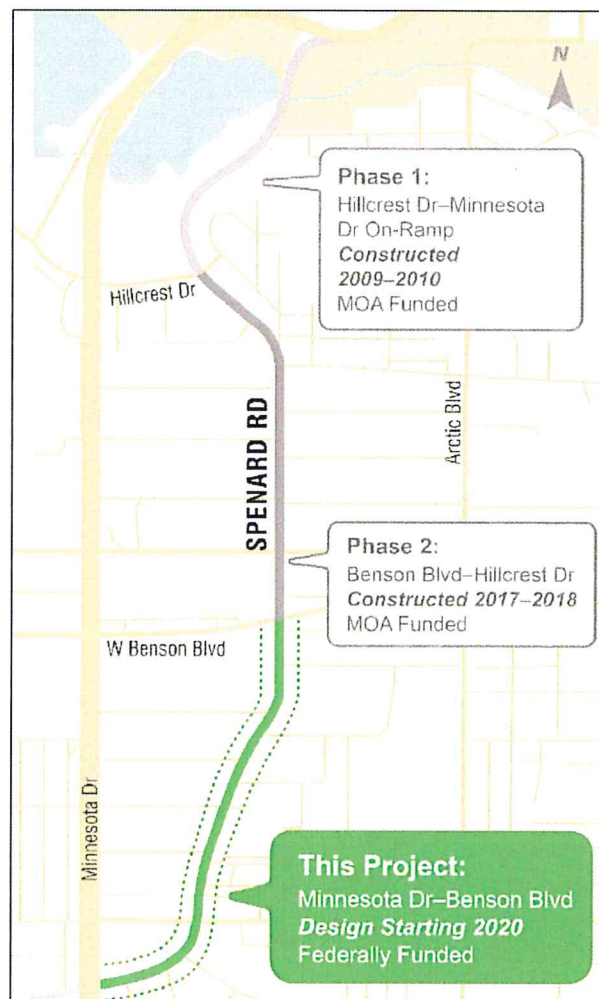 N
Phase 1:
Hillcrest Dr–Minnesota
Dr On-Ramp
Constructed
2009–2010
MOA Funded
Hillcrest Dr
SPENARD RD
Arctic Blvd
Phase 2:
Benson Blvd–Hillcrest Dr
Constructed 2017–2018
MOA Funded
W Benson Blvd
Minnesota Dr
This Project:
Minnesota Dr–Benson Blvd
Design Starting 2020
Federally Funded